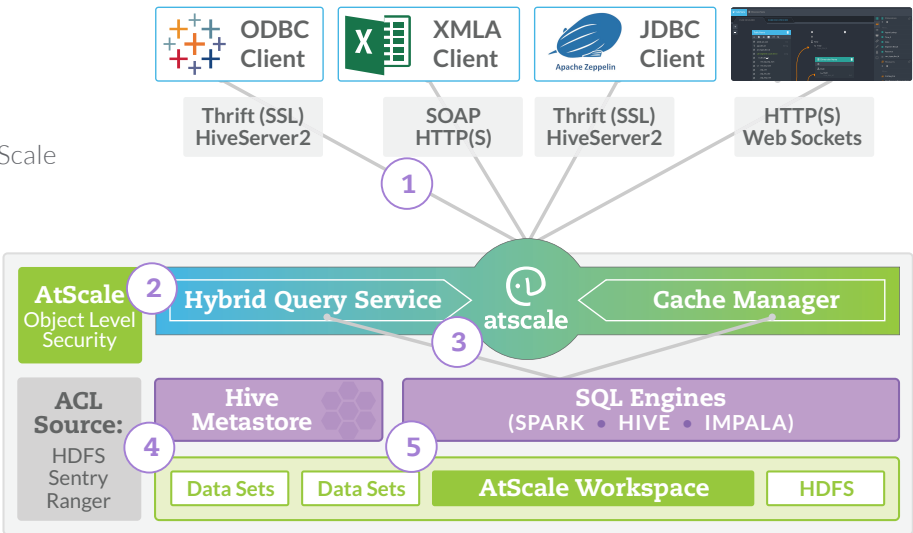 ODBC
Client
XMLA
Client
JDBC
Client
Apache Zeppelin
Thrift (SSL)
HiveServer2
SOAP
HTTP(S)
Thrift (SSL)
HiveServer2
HTTP(S)
Web Sockets
Scale
1
AtScale
Object Level
Security
2
Hybrid Query Service
atscale
Cache Manager
3
ACL
Source:
HDFS
Sentry
Ranger
Hive
Metastore
SQL Engines
(SPARK • HIVE • IMPALA)
4
5
Data Sets
Data Sets
AtScale Workspace
HDFS